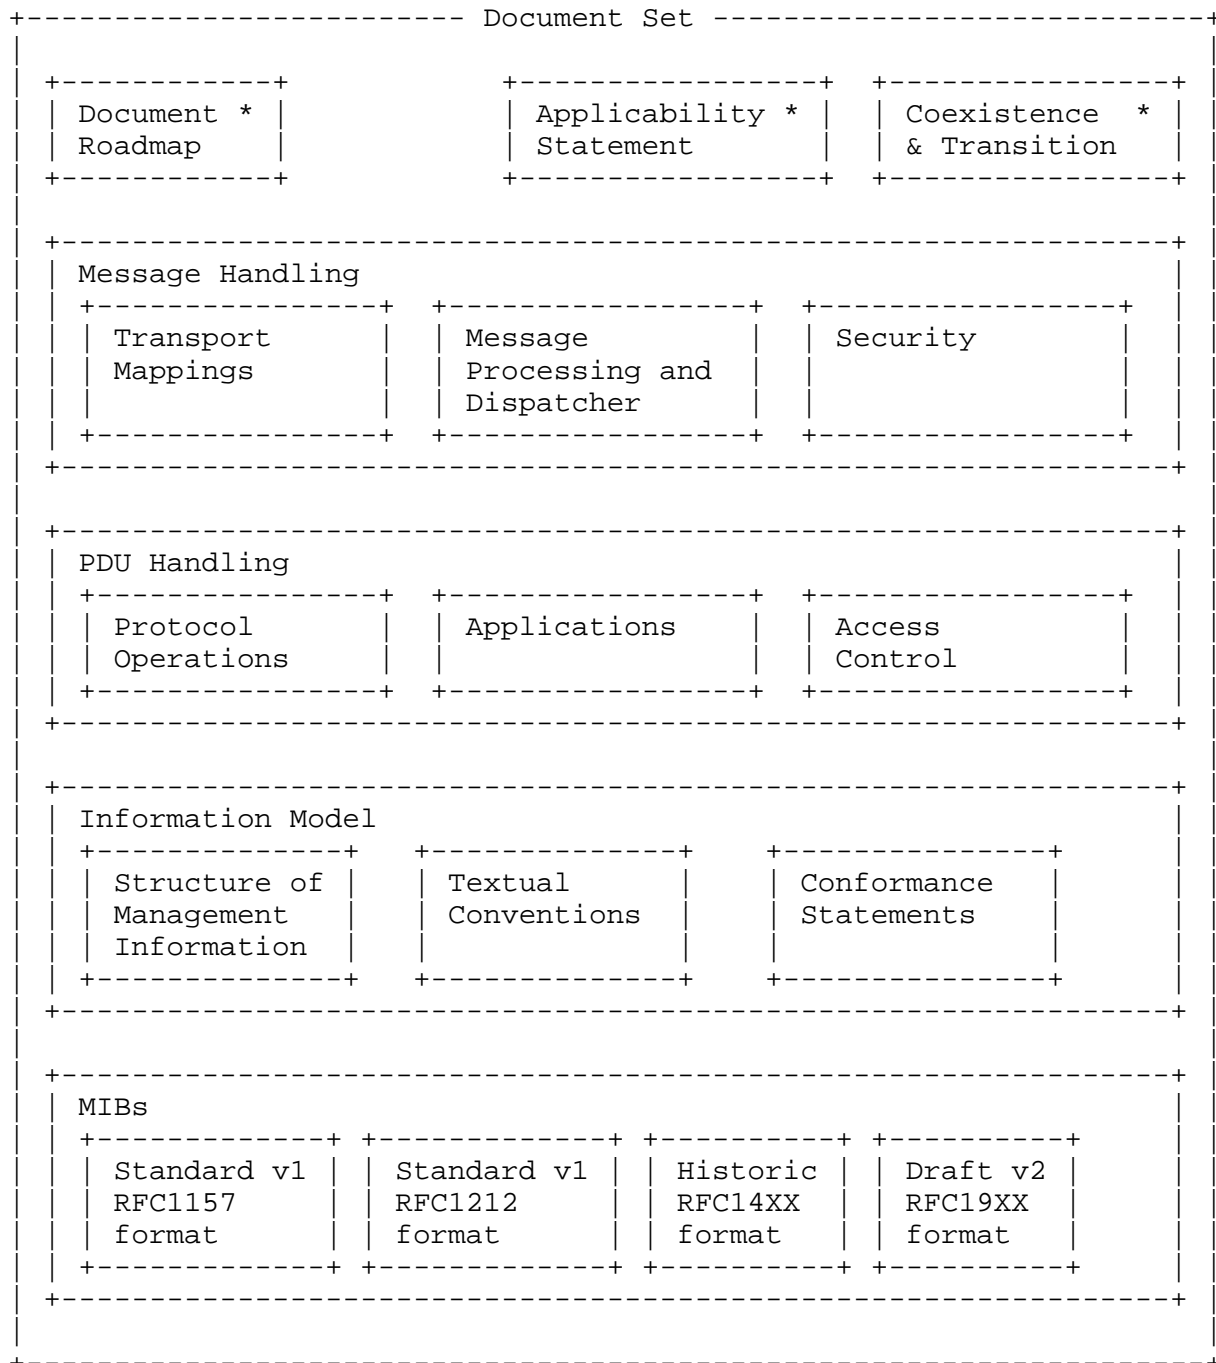 Document Set
Document * Applicability * Coexistence *
Roadmap Statement & Transition
Message Handling
Transport Message Security
Mappings Processing and
Dispatcher
PDU Handling
Protocol Applications Access
Operations Control
Information Model
Structure of Textual Conformance
Management Conventions Statements
Information
MIBs
Standard v1 Standard v1 Historic Draft v2
RFC1157 RFC1212 RFC14XX RFC19XX
format format format format